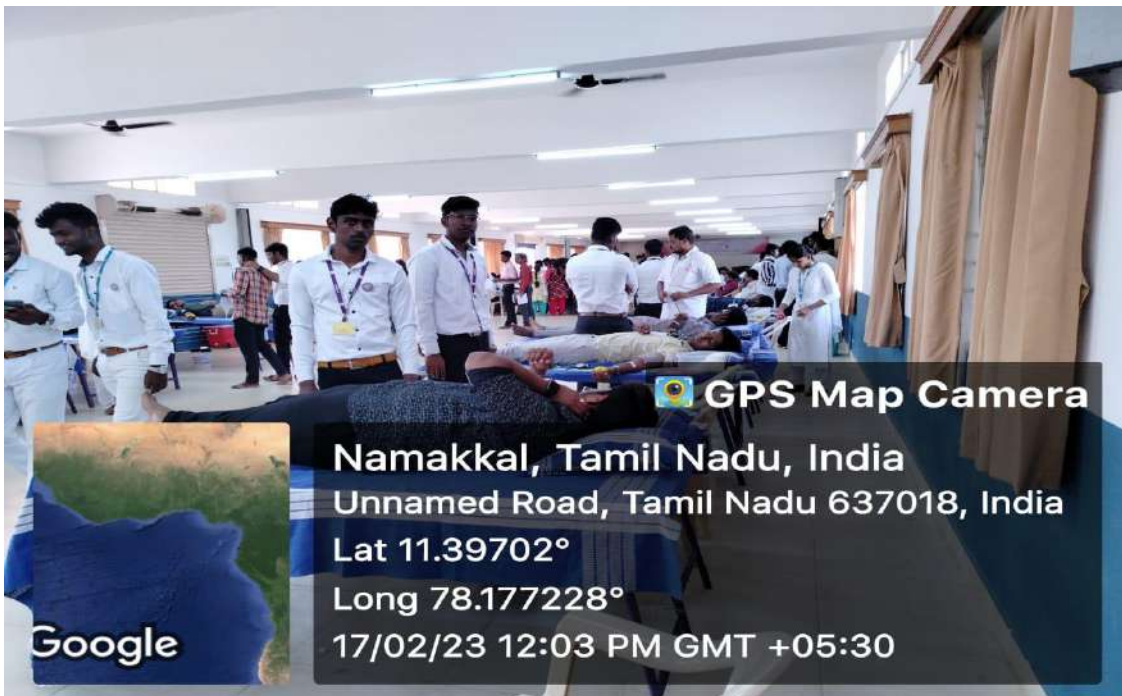 GPS Map Camera
Namakkal, Tamil Nadu, India
Unnamed Road, Tamil Nadu 637018, India
Lat 11.39702°
Long 78.177228°
17/02/23 12:03 PM GMT +05:30
Google